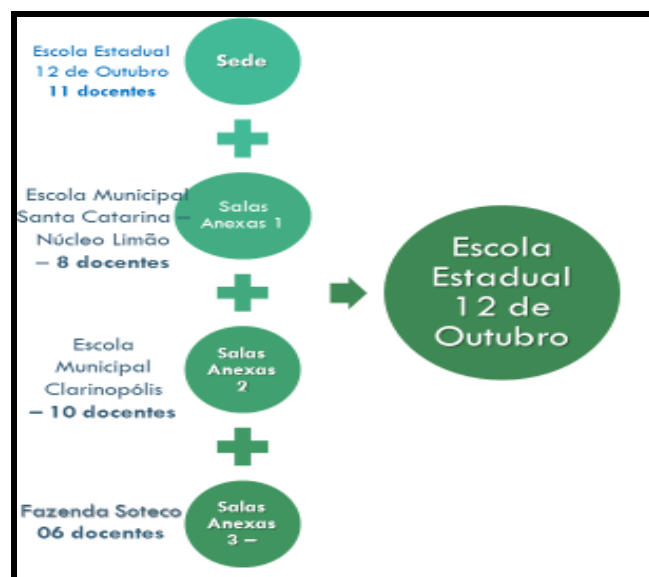 Escola Estadual
12 de Outubro
11 docentes
Sede
Escola Municipal
Santa Catarina –
Núcleo Limão
– 8 docentes
Salas
Anexas 1
Escola
Municipal
Clarinopólis
– 10 docentes
Salas
Anexas
2
Fazenda Soteco
06 docentes
Salas
Anexas
3 –
Escola
Estadual
12 de
Outubro